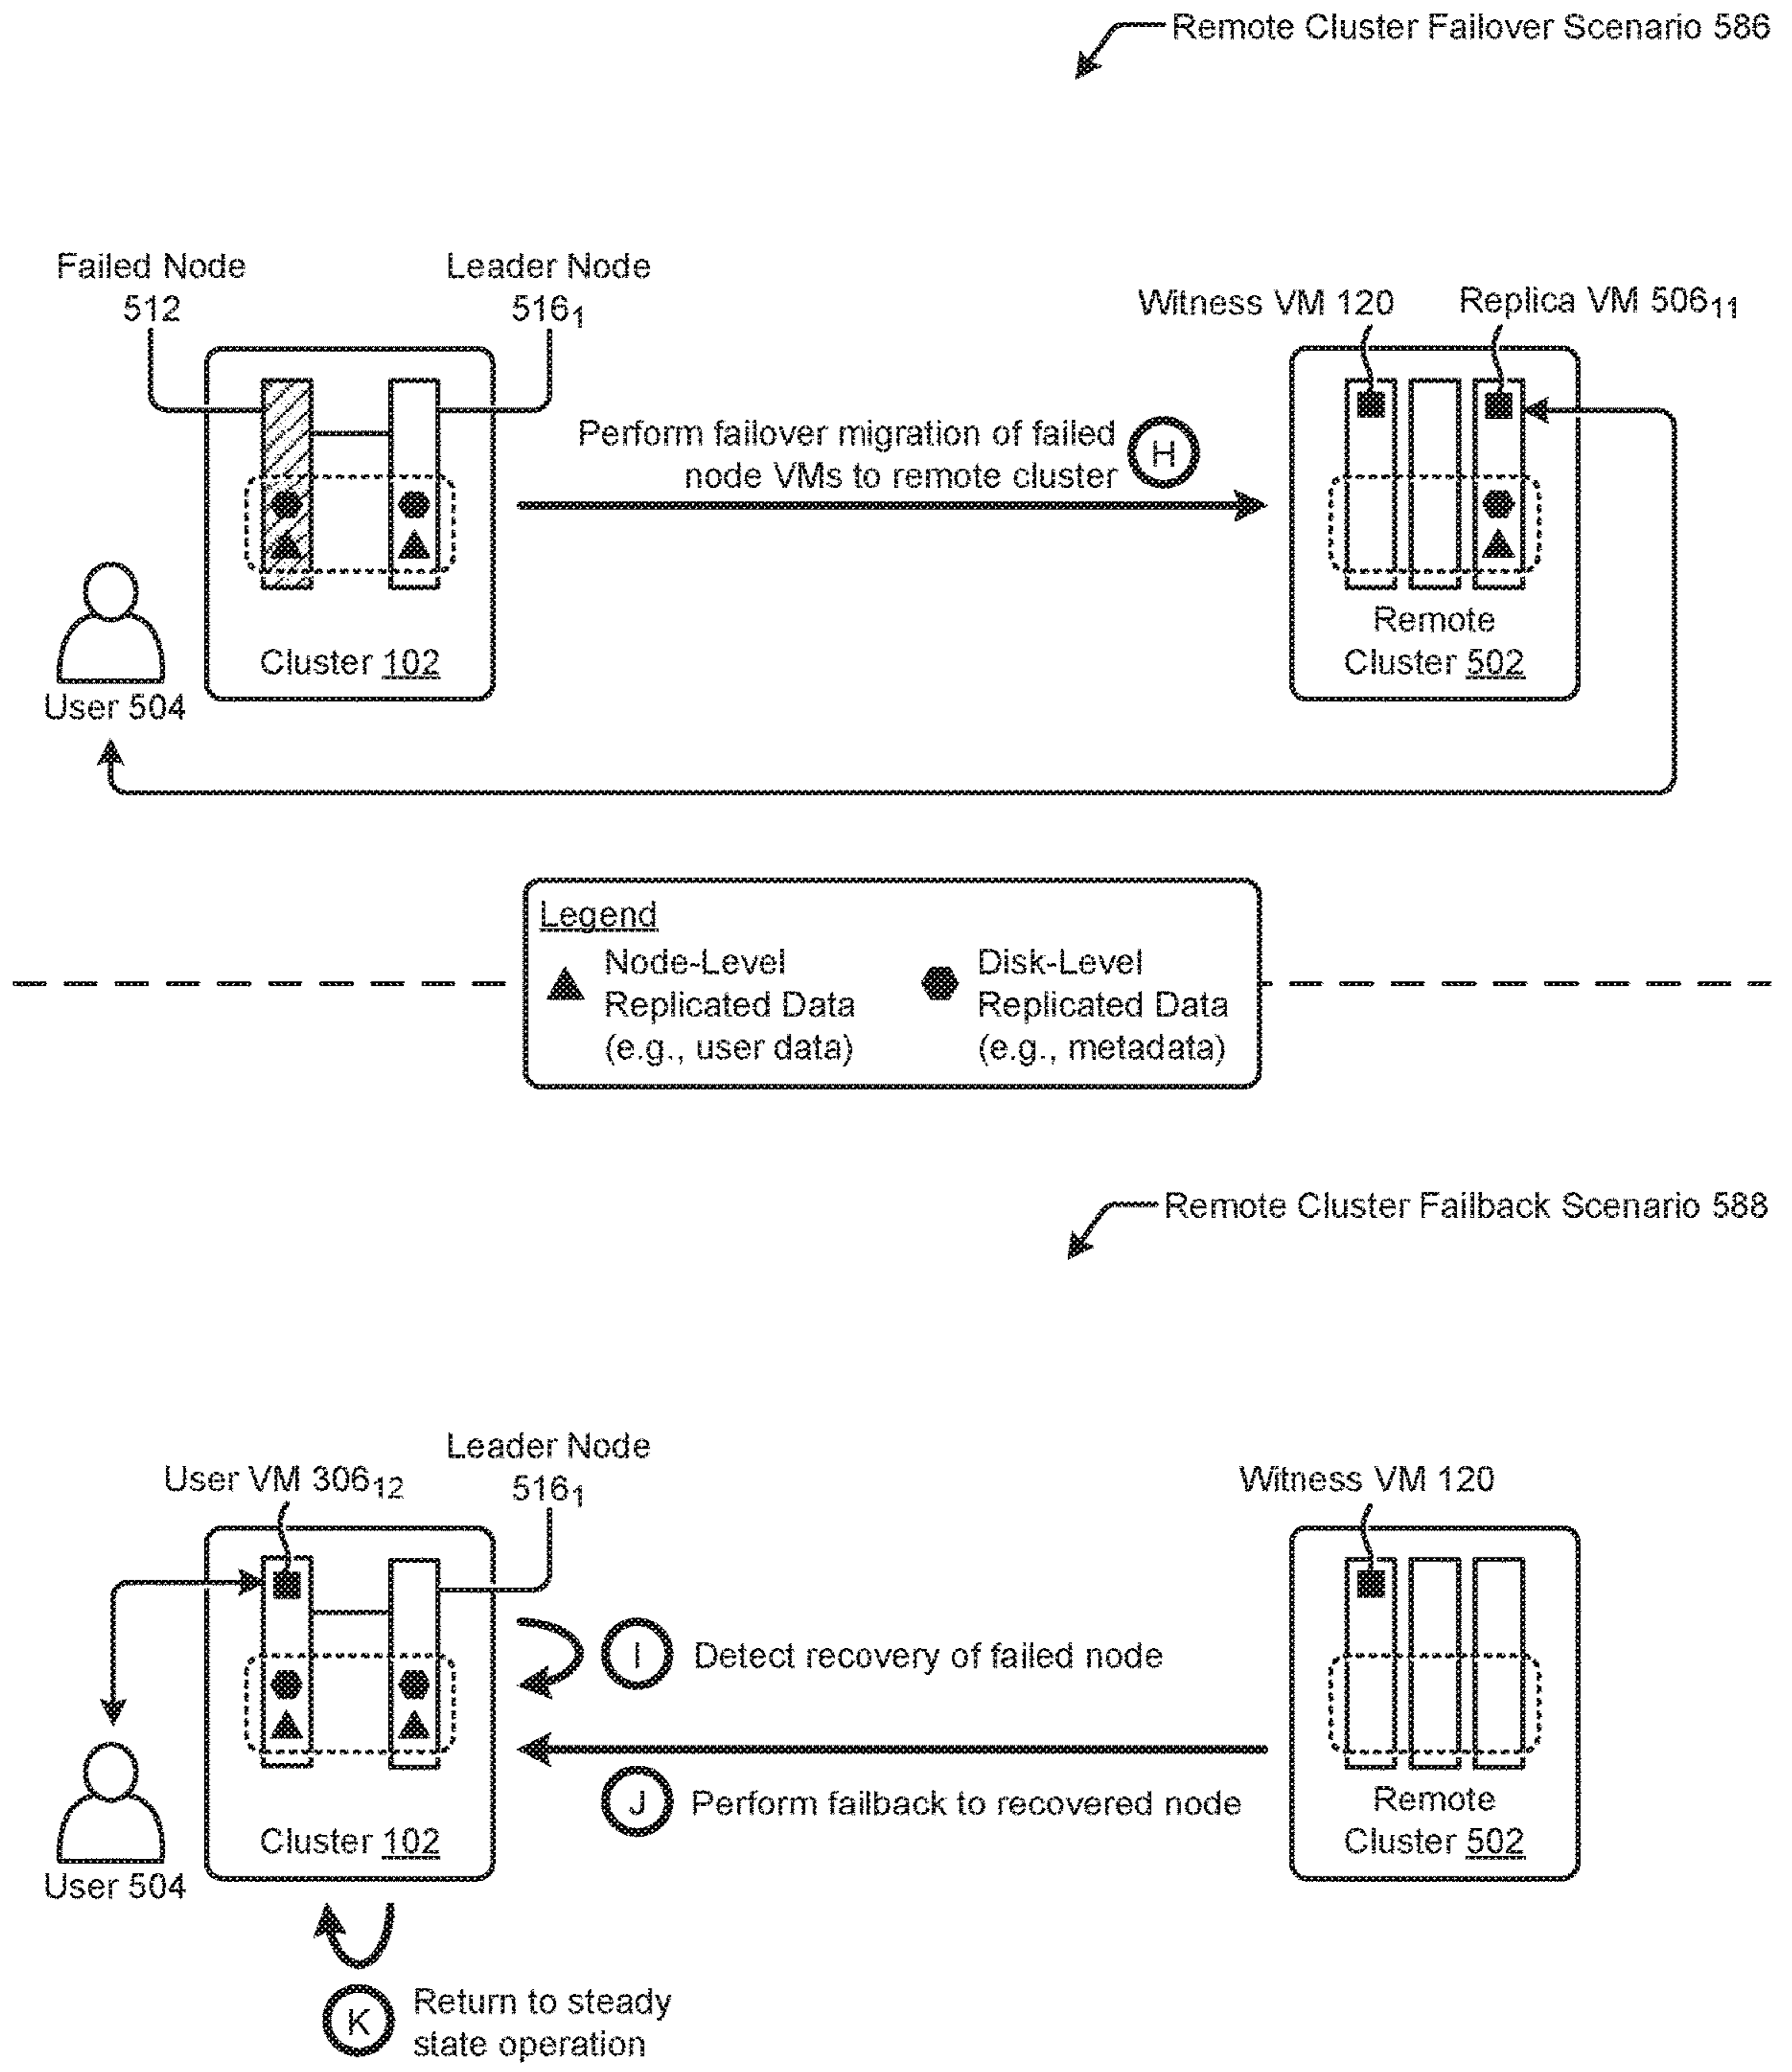 Remote Cluster Failover Scenario 586
Failed Node
512
Leader Node
516₁
Witness VM 120
Replica VM 506₁₁
Perform failover migration of failed
node VMs to remote cluster
H
Remote
Cluster 502
Cluster 102
User 504
Legend
Node-Level
Replicated Data
(e.g., user data)
Disk-Level
Replicated Data
(e.g., metadata)
Remote Cluster Failback Scenario 588
User VM 306₁₂
Leader Node
516₁
Witness VM 120
I
Detect recovery of failed node
J
Perform failback to recovered node
Remote
Cluster 502
Cluster 102
User 504
K
Return to steady
state operation